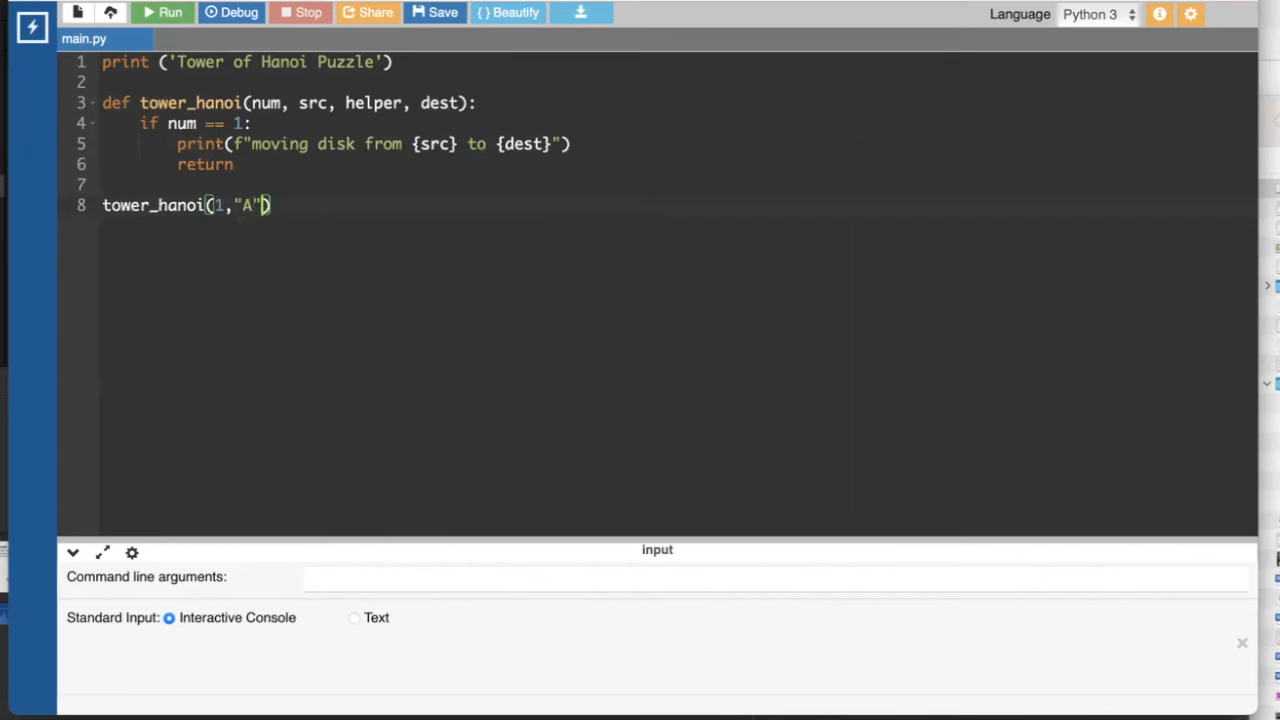 Run Debug Stop Share Save { } Beautify Language Python 3
main.py
1 print ('Tower of Hanoi Puzzle')
2
3 def tower_hanoi(num, src, helper, dest):
4 if num == 1:
5 print(f"moving disk from {src} to {dest}")
6 return
7
8 tower_hanoi(1,"A")
input
Command line arguments:
Standard Input: Interactive Console Text